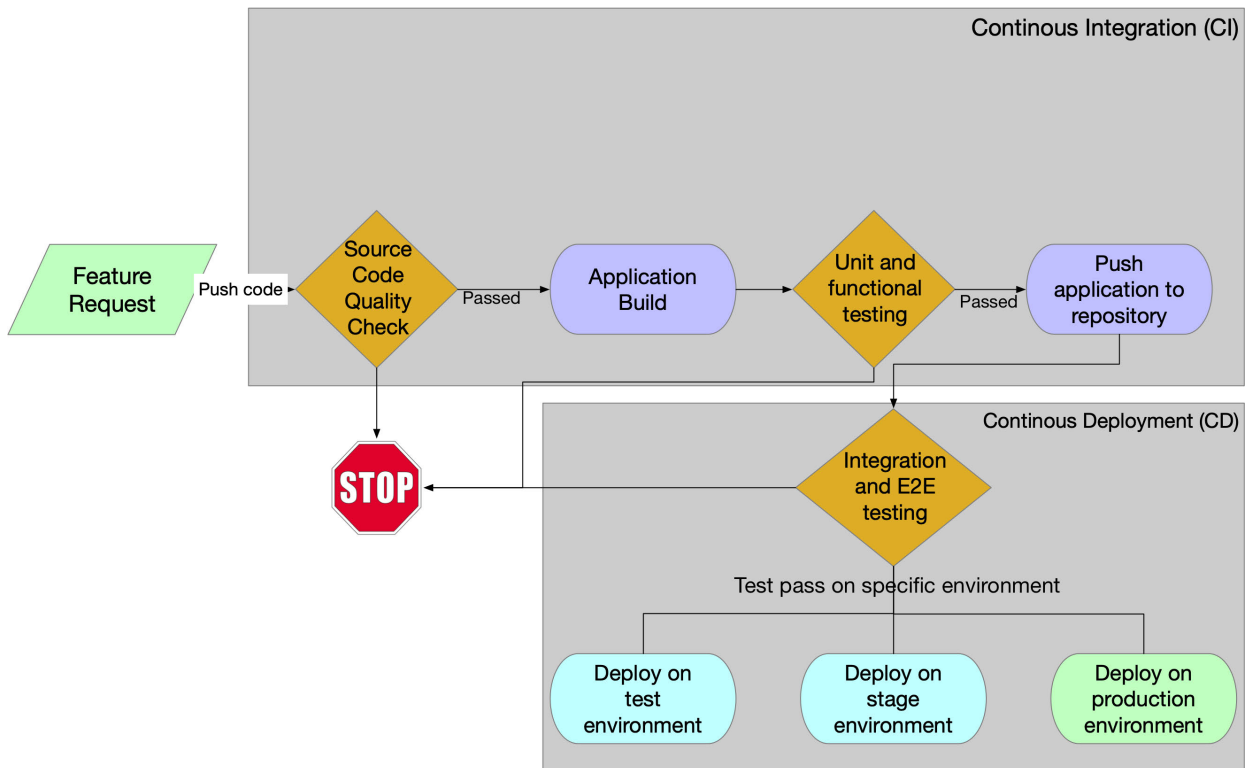 Continous Integration (CI)
Feature
Request
Push code
Source
Code
Quality
Check
Passed
Application
Build
Unit and
functional
testing
Passed
Push
application to
repository
Continous Deployment (CD)
STOP
Integration
and E2E
testing
Test pass on specific environment
Deploy on
test
environment
Deploy on
stage
environment
Deploy on
production
environment